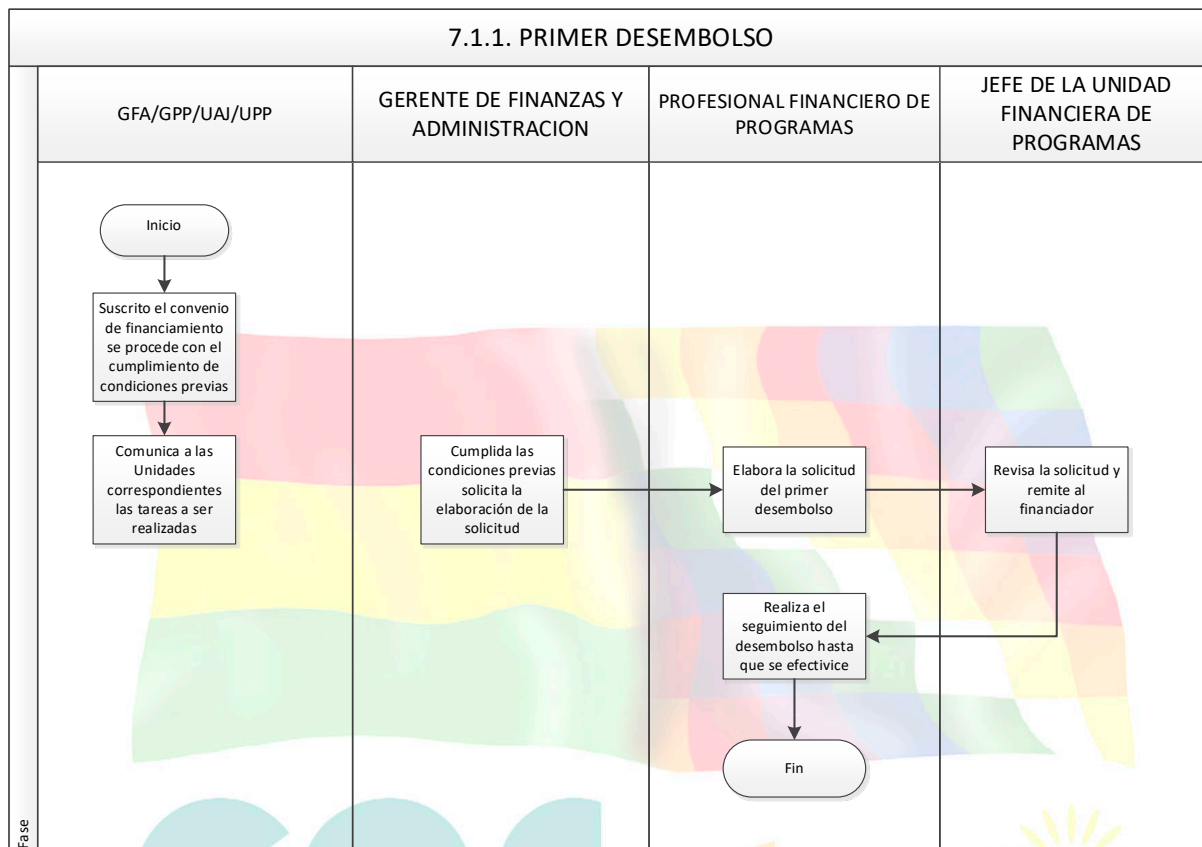 7.1.1. PRIMER DESEMBOLSO
GFA/GPP/UAJ/UPP
GERENTE DE FINANZAS Y
ADMINISTRACION
PROFESIONAL FINANCIERO DE
PROGRAMAS
JEFE DE LA UNIDAD
FINANCIERA DE
PROGRAMAS
Inicio
Suscrito el convenio
de financiamiento
se procede con el
cumplimiento de
condiciones previas
Comunica a las
Unidades
correspondientes
las tareas a ser
realizadas
Cumplida las
condiciones previas
solicita la
elaboración de la
solicitud
Elabora la solicitud
del primer
desembolso
Revisa la solicitud y
remite al
financiador
Realiza el
seguimiento del
desembolso hasta
que se efectivice
Fin
Fase